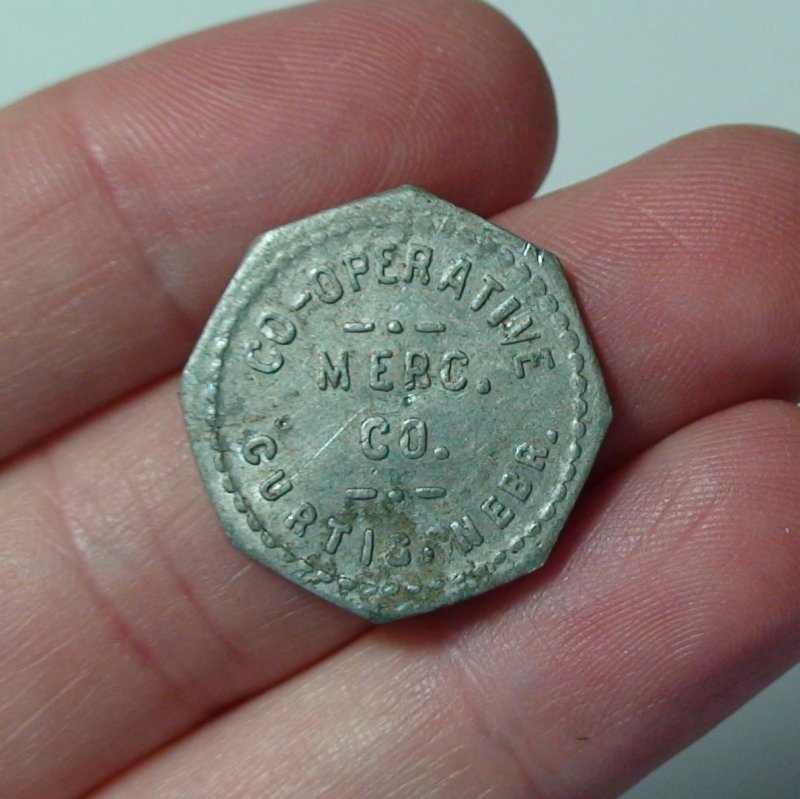 CO-OPERATIVE
MERC.
CO.
CURTIS, NEBR.